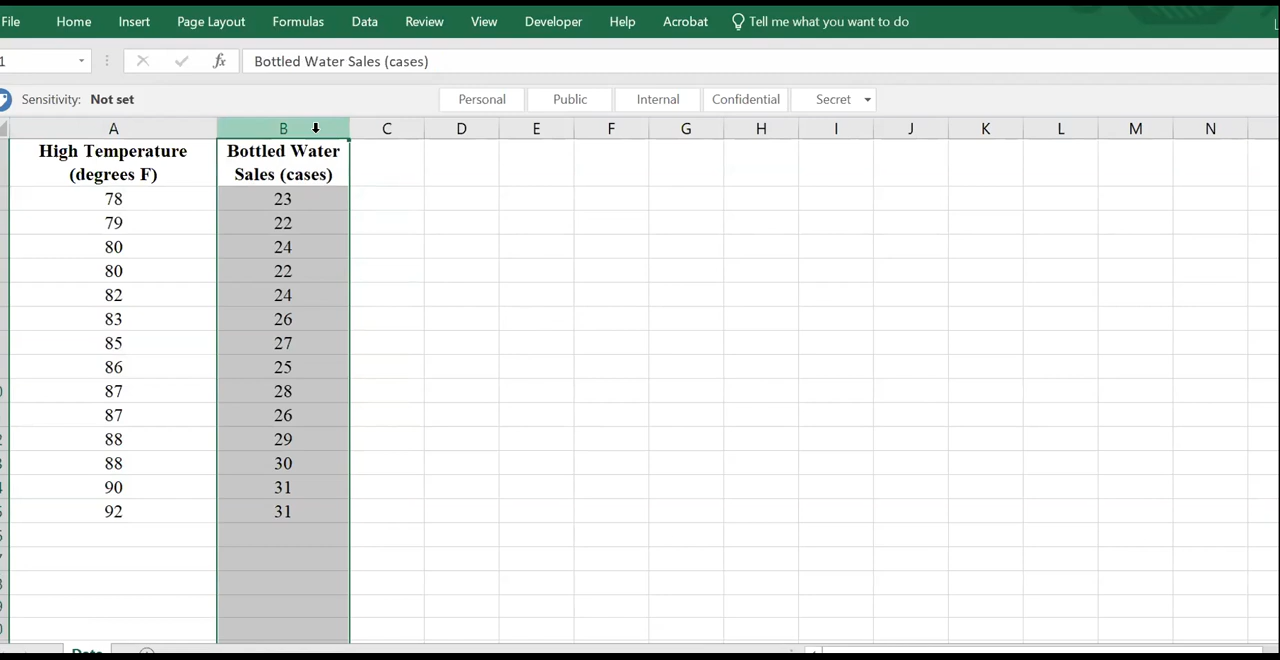 File Home Insert Page Layout Formulas Data Review View Developer Help Acrobat Tell me what you want to do
1 fx Bottled Water Sales (cases)
Sensitivity: Not set Personal Public Internal Confidential Secret
A B C D E F G H I J K L M N
High Temperature Bottled Water
(degrees F) Sales (cases)
78 23
79 22
80 24
80 22
82 24
83 26
85 27
86 25
87 28
87 26
88 29
88 30
90 31
92 31
Data